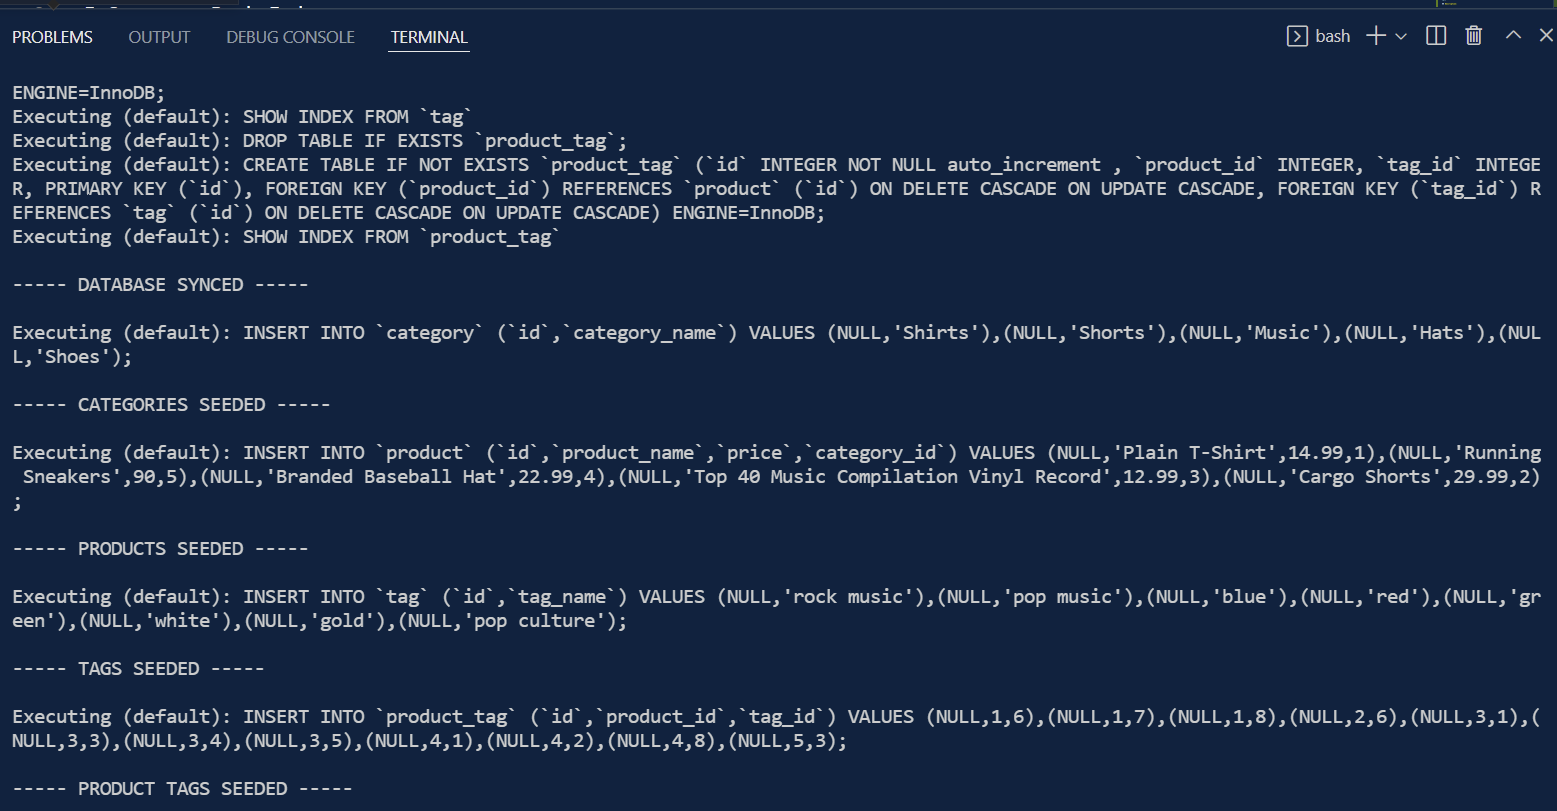 PROBLEMS OUTPUT DEBUG CONSOLE TERMINAL bash
ENGINE=InnoDB;
Executing (default): SHOW INDEX FROM `tag`
Executing (default): DROP TABLE IF EXISTS `product_tag`;
Executing (default): CREATE TABLE IF NOT EXISTS `product_tag` (`id` INTEGER NOT NULL auto_increment , `product_id` INTEGER, `tag_id` INTEGE
R, PRIMARY KEY (`id`), FOREIGN KEY (`product_id`) REFERENCES `product` (`id`) ON DELETE CASCADE ON UPDATE CASCADE, FOREIGN KEY (`tag_id`) R
EFERENCES `tag` (`id`) ON DELETE CASCADE ON UPDATE CASCADE) ENGINE=InnoDB;
Executing (default): SHOW INDEX FROM `product_tag`
----- DATABASE SYNCED -----
Executing (default): INSERT INTO `category` (`id`,`category_name`) VALUES (NULL,'Shirts'),(NULL,'Shorts'),(NULL,'Music'),(NULL,'Hats'),(NUL
L,'Shoes');
----- CATEGORIES SEEDED -----
Executing (default): INSERT INTO `product` (`id`,`product_name`,`price`,`category_id`) VALUES (NULL,'Plain T-Shirt',14.99,1),(NULL,'Running
 Sneakers',90,5),(NULL,'Branded Baseball Hat',22.99,4),(NULL,'Top 40 Music Compilation Vinyl Record',12.99,3),(NULL,'Cargo Shorts',29.99,2)
;
----- PRODUCTS SEEDED -----
Executing (default): INSERT INTO `tag` (`id`,`tag_name`) VALUES (NULL,'rock music'),(NULL,'pop music'),(NULL,'blue'),(NULL,'red'),(NULL,'gr
een'),(NULL,'white'),(NULL,'gold'),(NULL,'pop culture');
----- TAGS SEEDED -----
Executing (default): INSERT INTO `product_tag` (`id`,`product_id`,`tag_id`) VALUES (NULL,1,6),(NULL,1,7),(NULL,1,8),(NULL,2,6),(NULL,3,1),(
NULL,3,3),(NULL,3,4),(NULL,3,5),(NULL,4,1),(NULL,4,2),(NULL,4,8),(NULL,5,3);
----- PRODUCT TAGS SEEDED -----